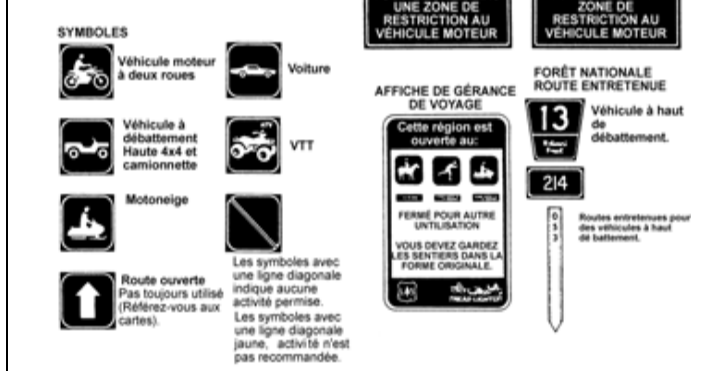 UNE ZONE DE
RESTRICTION AU
VÉHICULE MOTEUR
ZONE DE
RESTRICTION AU
VÉHICULE MOTEUR
SYMBOLES
Véhicule moteur
à deux roues
Voiture
Véhicule à
débattement
Haute 4x4 et
camionnette
VTT
Motoneige
Route ouverte
Pas toujours utilisé
(Référez-vous aux
cartes).
Les symboles avec
une ligne diagonale
indique aucune
activité permise.
Les symboles avec
une ligne diagonale
jaune, activité n'est
pas recommandée.
AFFICHE DE GÉRANCE
DE VOYAGE
Cette région est
ouverte au:
FERMÉ POUR AUTRE
UNTILISATION
VOUS DEVEZ GARDEZ
LES SENTIERS DANS LA
FORME ORIGINALE.
FORÊT NATIONALE
ROUTE ENTRETENUE
13
Véhicule à haut
de
débattement.
214
0
5
3
Routes entretenues pour
des véhicules à haut
dé battement.